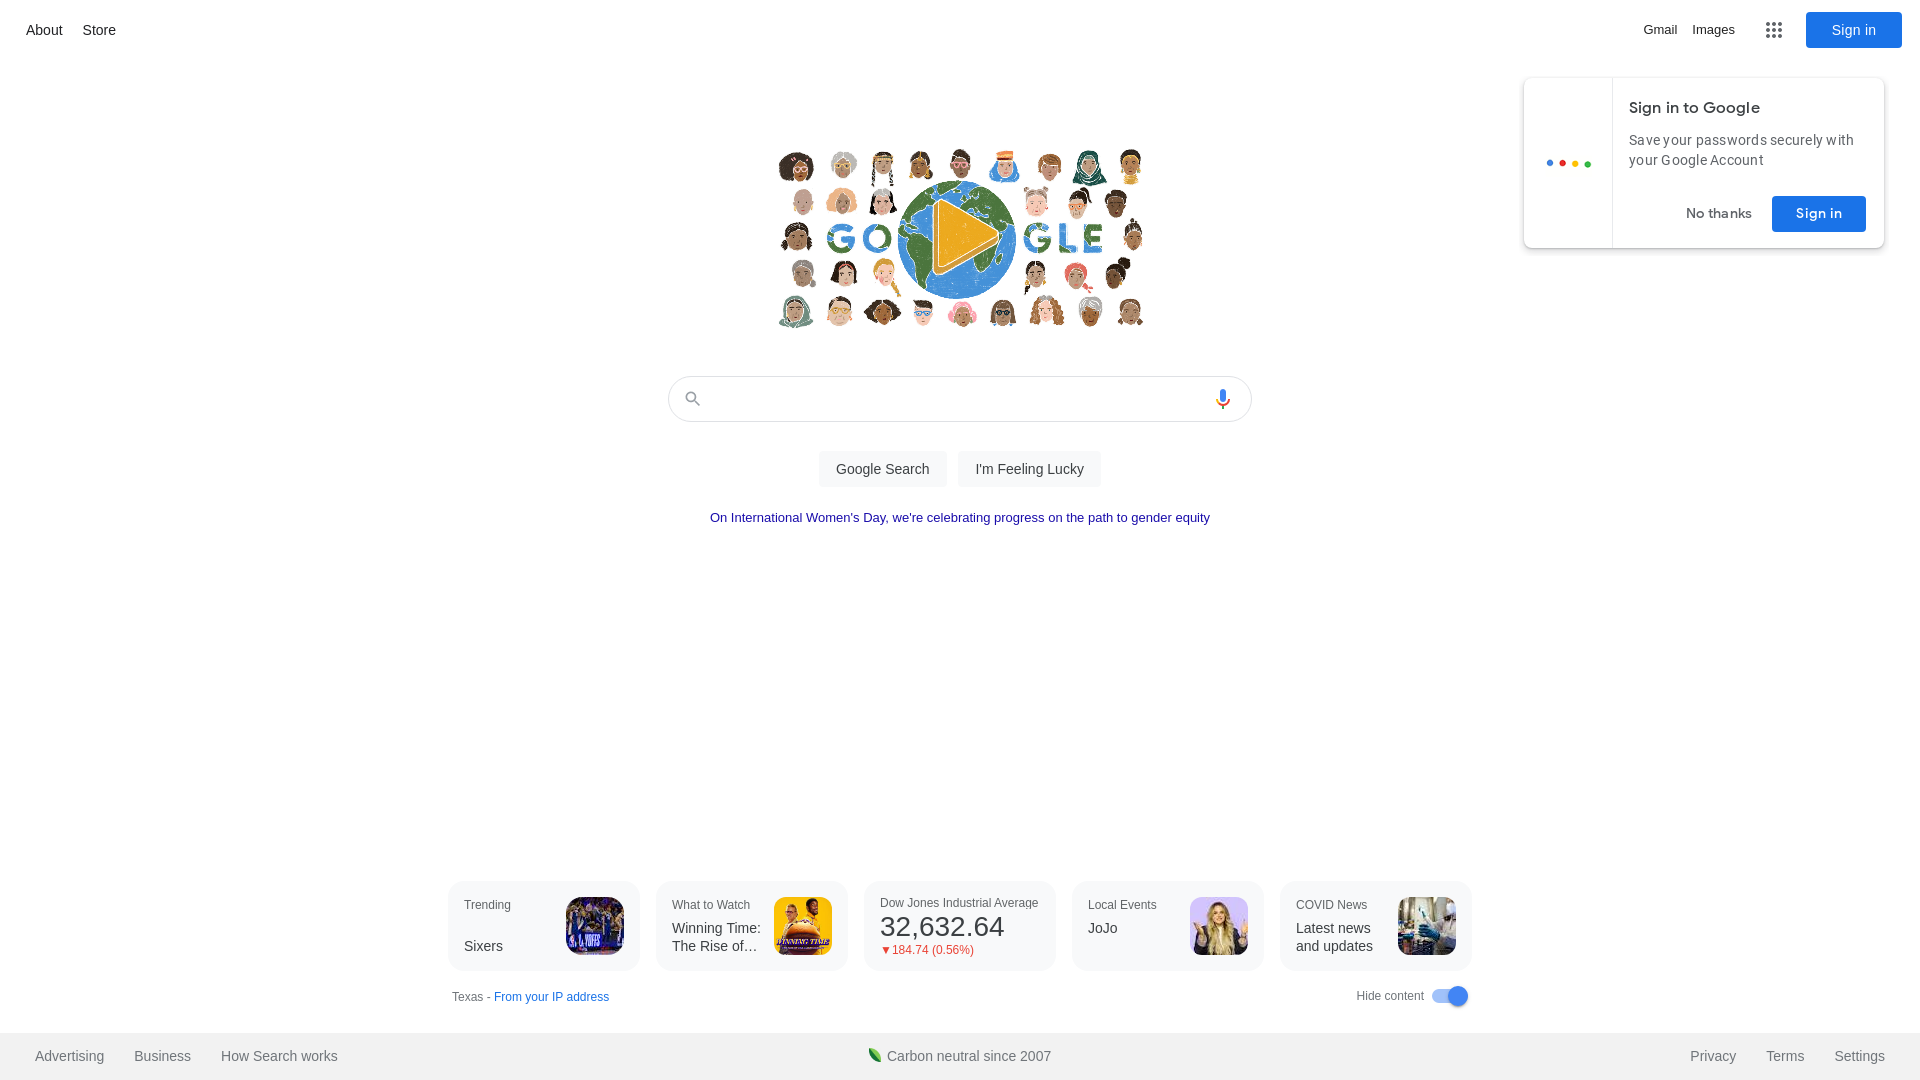 About
Store
Gmail
Images
Sign in
Sign in to Google
Save your passwords securely with
your Google Account
No thanks
Sign in
GO GLE
Google Search
I'm Feeling Lucky
On International Women's Day, we're celebrating progress on the path to gender equity
Trending
Sixers
What to Watch
Winning Time:
The Rise of…
WINNING TIME
Dow Jones Industrial Average
32,632.64
▼184.74 (0.56%)
Local Events
JoJo
COVID News
Latest news
and updates
Texas - From your IP address
Hide content
Advertising
Business
How Search works
Carbon neutral since 2007
Privacy
Terms
Settings